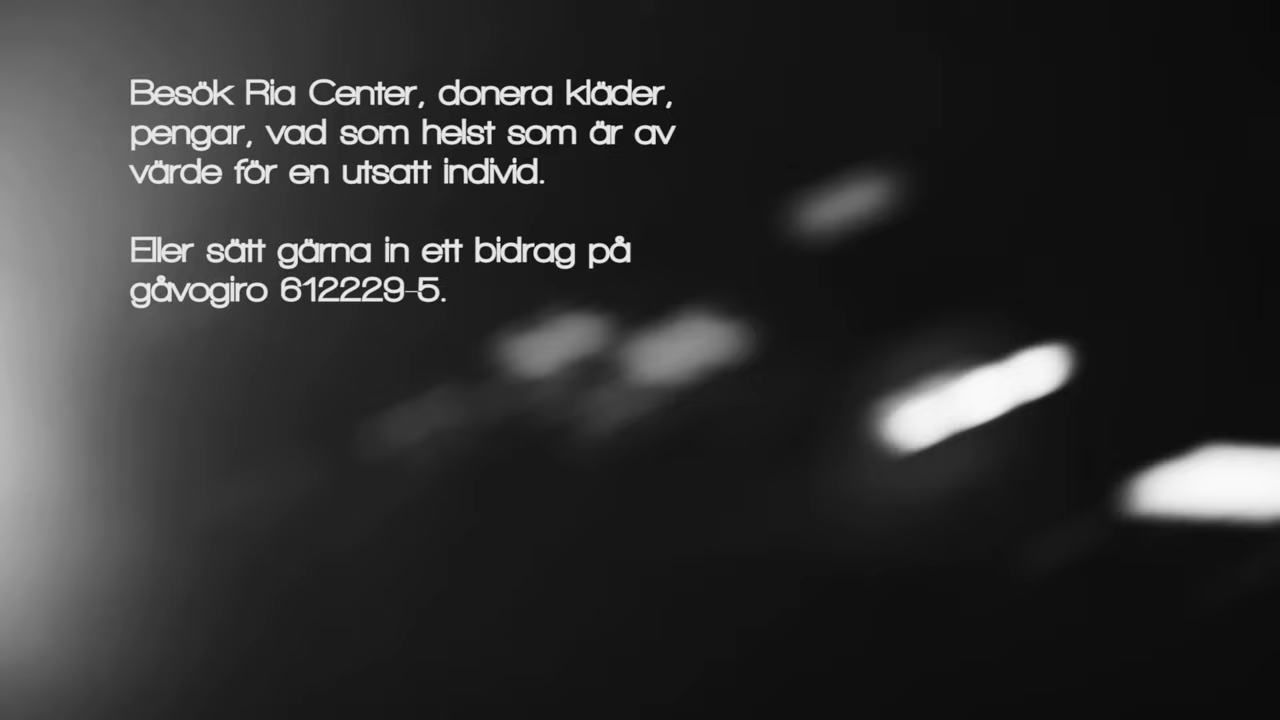 Besök Ria Center, donera kläder,
pengar, vad som helst som är av
värde för en utsatt individ.
Eller sätt gärna in ett bidrag på
gåvogiro 612229-5.